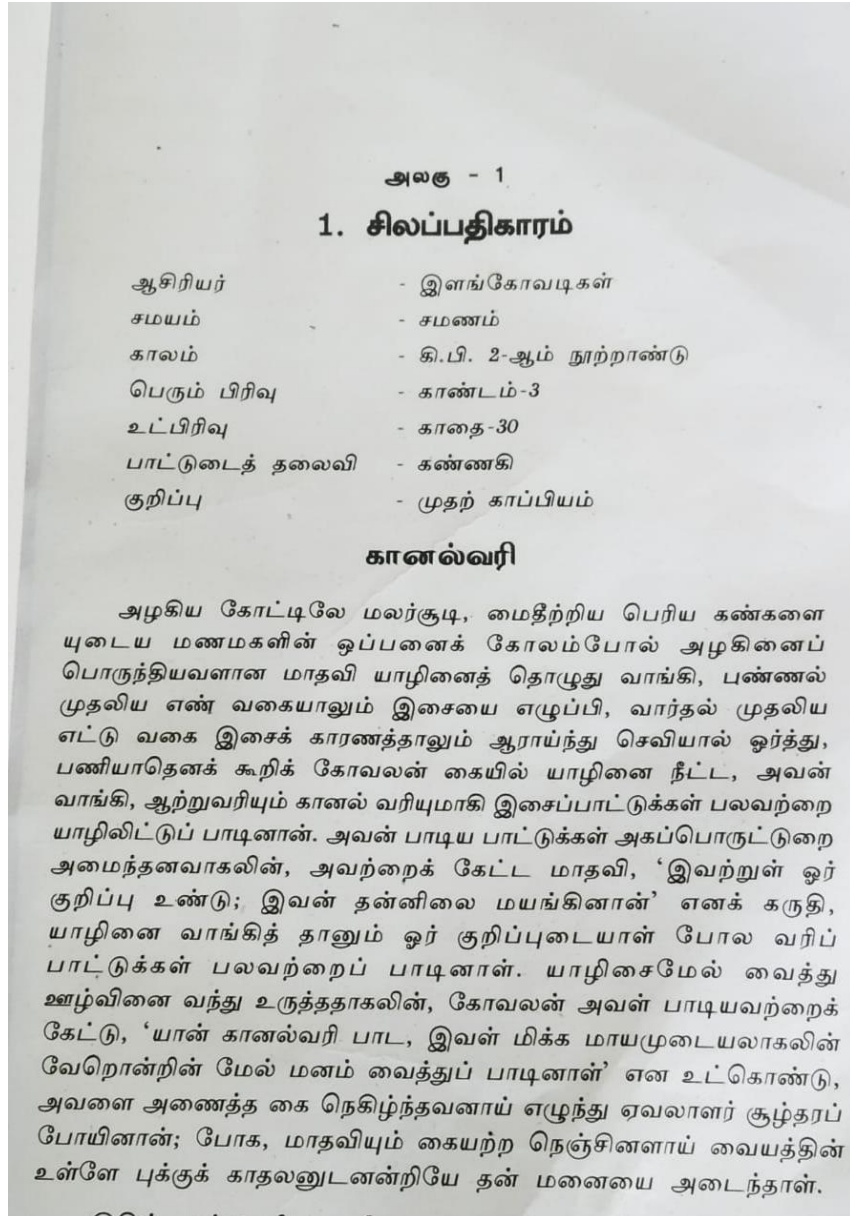 அலகு - 1
1. சிலப்பதிகாரம்
ஆசிரியர் - இளங்கோவடிகள்
சமயம் - சமணம்
காலம் - கி.பி. 2-ஆம் நூற்றாண்டு
பெரும் பிரிவு - காண்டம்-3
உட்பிரிவு - காதை-30
பாட்டுடைத் தலைவி - கண்ணகி
குறிப்பு - முதற் காப்பியம்
கானல்வரி
அழகிய கோட்டிலே மலர்சூடி, மைதீற்றிய பெரிய கண்களை
யுடைய மணமகளின் ஒப்பனைக் கோலம்போல் அழகினைப்
பொருந்தியவளான மாதவி யாழினைத் தொழுது வாங்கி, புண்ணல்
முதலிய எண் வகையாலும் இசையை எழுப்பி, வார்தல் முதலிய
எட்டு வகை இசைக் காரணத்தாலும் ஆராய்ந்து செவியால் ஓர்த்து,
பணியாதெனக் கூறிக் கோவலன் கையில் யாழினை நீட்ட, அவன்
வாங்கி, ஆற்றுவரியும் கானல் வரியுமாகி இசைப்பாட்டுக்கள் பலவற்றை
யாழிலிட்டுப் பாடினான். அவன் பாடிய பாட்டுக்கள் அகப்பொருட்டுறை
அமைந்தனவாகலின், அவற்றைக் கேட்ட மாதவி, ‘இவற்றுள் ஓர்
குறிப்பு உண்டு; இவன் தன்னிலை மயங்கினான்’ எனக் கருதி,
யாழினை வாங்கித் தானும் ஓர் குறிப்புடையாள் போல வரிப்
பாட்டுக்கள் பலவற்றைப் பாடினாள். யாழிசைமேல் வைத்து
ஊழ்வினை வந்து உருத்ததாகலின், கோவலன் அவள் பாடியவற்றைக்
கேட்டு, ‘யான் கானல்வரி பாட, இவள் மிக்க மாயமுடையலாகலின்
வேறொன்றின் மேல் மனம் வைத்துப் பாடினாள்’ என உட்கொண்டு,
அவளை அணைத்த கை நெகிழ்ந்தவனாய் எழுந்து ஏவலாளர் சூழ்தரப்
போயினான்; போக, மாதவியும் கையற்ற நெஞ்சினளாய் வையத்தின்
உள்ளே புக்குக் காதலனுடனன்றியே தன் மனையை அடைந்தாள்.